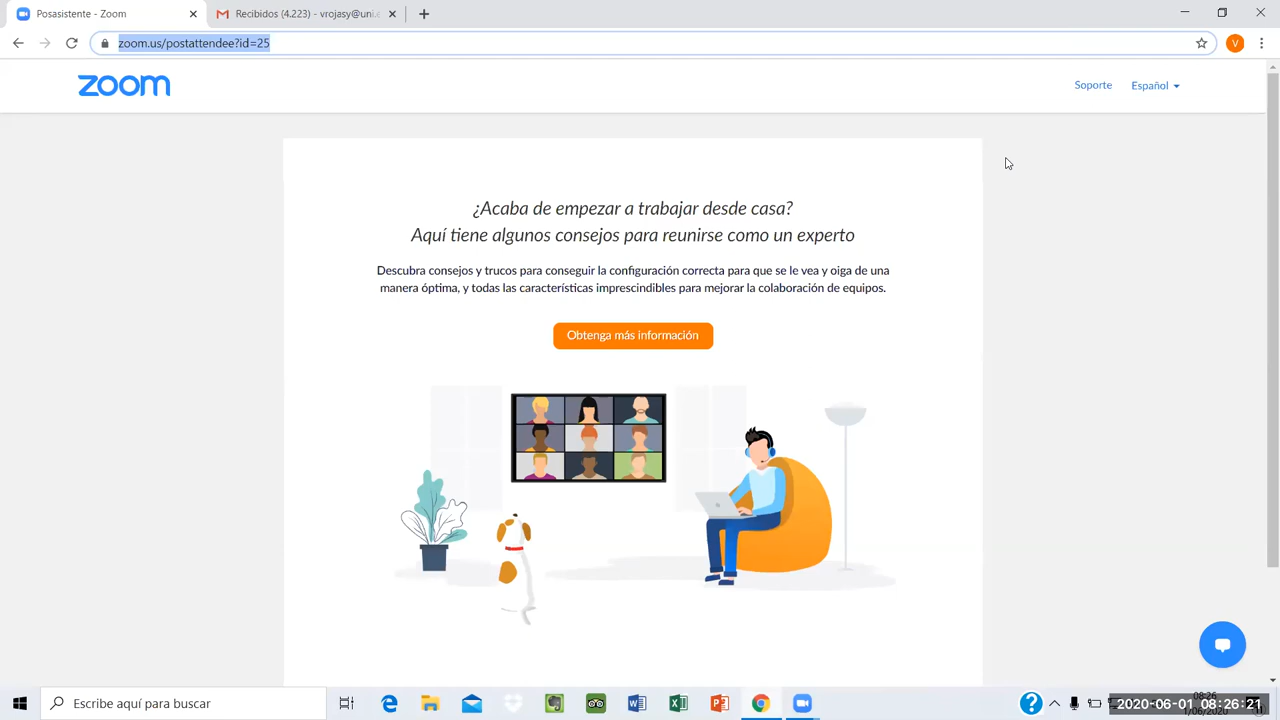 Posasistente - Zoom
Recibidos (4.223) - vrojasy@uni.e
zoom.us/postattendee?id=25
V
zoom
Soporte
Español
¿Acaba de empezar a trabajar desde casa?
Aquí tiene algunos consejos para reunirse como un experto
Descubra consejos y trucos para conseguir la configuración correcta para que se le vea y oiga de una
manera óptima, y todas las características imprescindibles para mejorar la colaboración de equipos.
Obtenga más información
Escribe aquí para buscar
08:26
2020-06-01 08:26:21